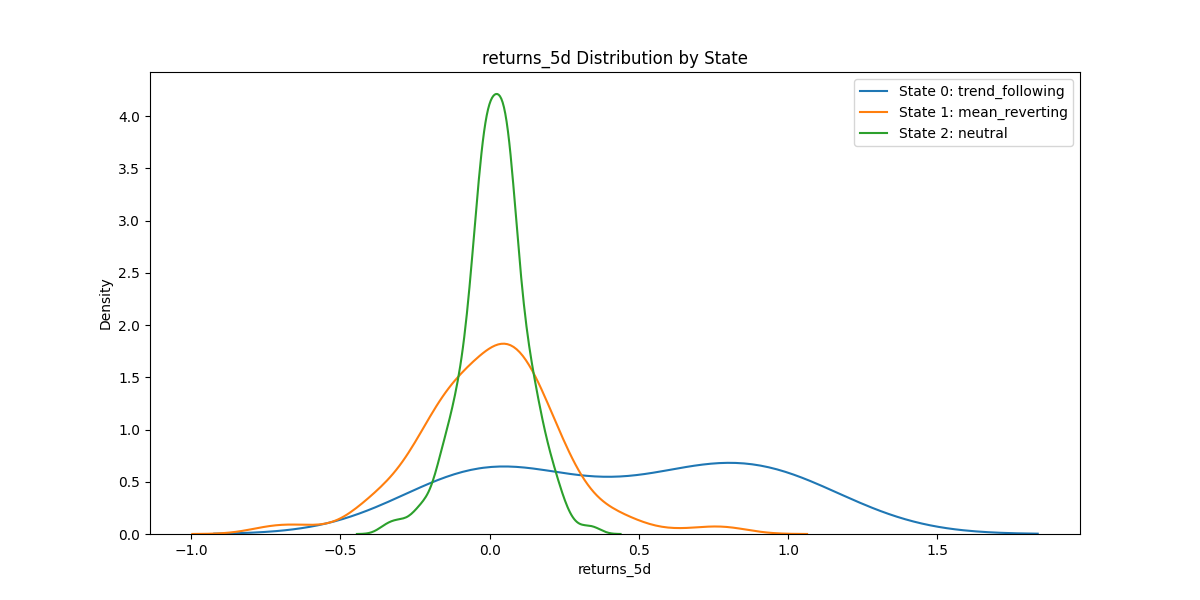 returns_5d Distribution by State
State 0: trend_following
State 1: mean_reverting
State 2: neutral
Density
4.0
3.5
3.0
2.5
2.0
1.5
1.0
0.5
0.0
−1.0 −0.5 0.0 0.5 1.0 1.5
returns_5d